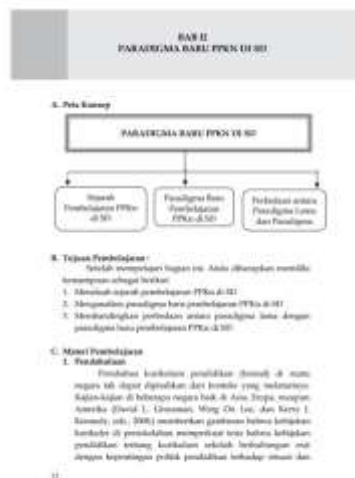 BAB II
PARADIGMA BARU PPKN DI SD
A. Peta Konsep
PARADIGMA BARU PPKN DI SD
Sejarah
Pembelajaran PPKn
di SD
Paradigma Baru
Pembelajaran
PPKn di SD
Perbedaan antara
Paradigma Lama
dan Paradigma
B. Tujuan Pembelajaran :
Setelah mempelajari bagian ini, Anda diharapkan memiliki
kemampuan sebagai berikut:
1. Menelaah sejarah pembelajaran PPKn di SD
2. Menganalisis paradigma baru pembelajaran PPKn di SD
3. Membandingkan perbedaan antara paradigma lama dengan
paradigma baru pembelajaran PPKn di SD
C. Materi Pembelajaran
1. Pendahuluan
Perubahan kurikulum pendidikan (formal) di suatu
negara tak dapat dipisahkan dari konteks yang melatarinya.
Kajian-kajian di beberapa negara baik di Asia, Eropa, maupun
Amerika (David L. Grossman, Wing On Lee, dan Kerry J.
Kennedy, eds., 2008) memberikan gambaran bahwa kebijakan
kurikuler di persekolahan memperkuat tesis bahwa kebijakan
pendidikan tentang kurikulum sekolah berhubungan erat
dengan kepentingan politik pendidikan terhadap situasi dan